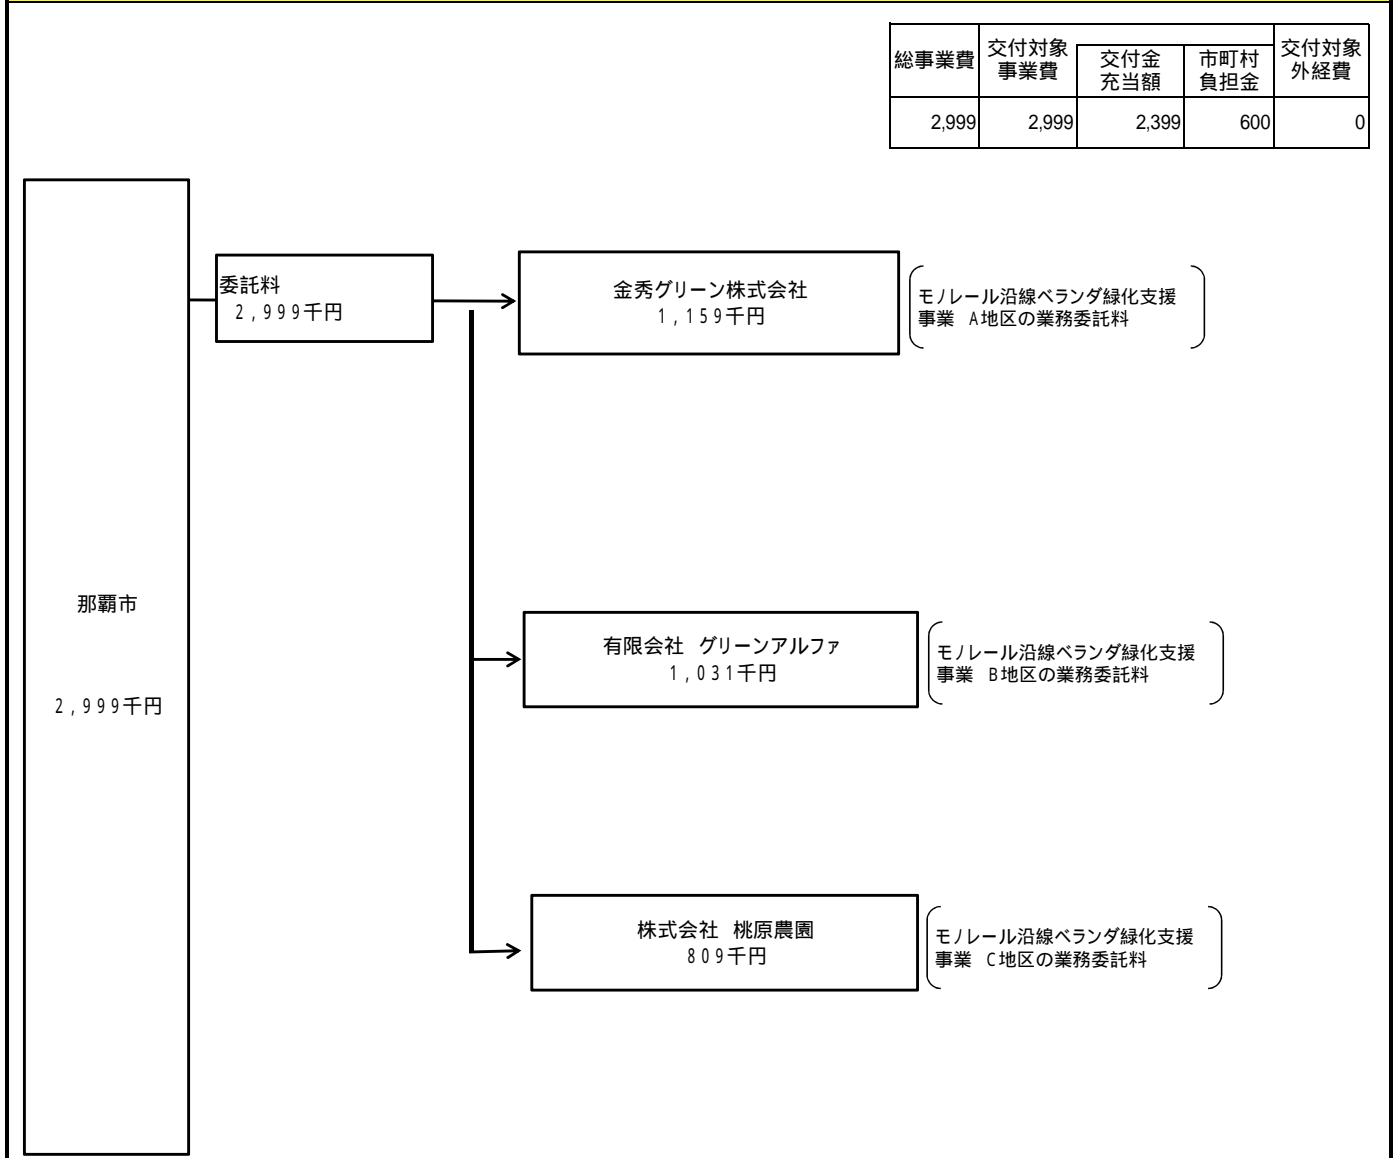 総事業費 交付対象事業費 交付金充当額 市町村負担金 交付対象外経費
2,999 2,999 2,399 600 0
委託料
2,999千円
金秀グリーン株式会社
1,159千円
モノレール沿線ベランダ緑化支援
事業 A地区の業務委託料
那覇市
2,999千円
有限会社 グリーンアルファ
1,031千円
モノレール沿線ベランダ緑化支援
事業 B地区の業務委託料
株式会社 桃原農園
809千円
モノレール沿線ベランダ緑化支援
事業 C地区の業務委託料